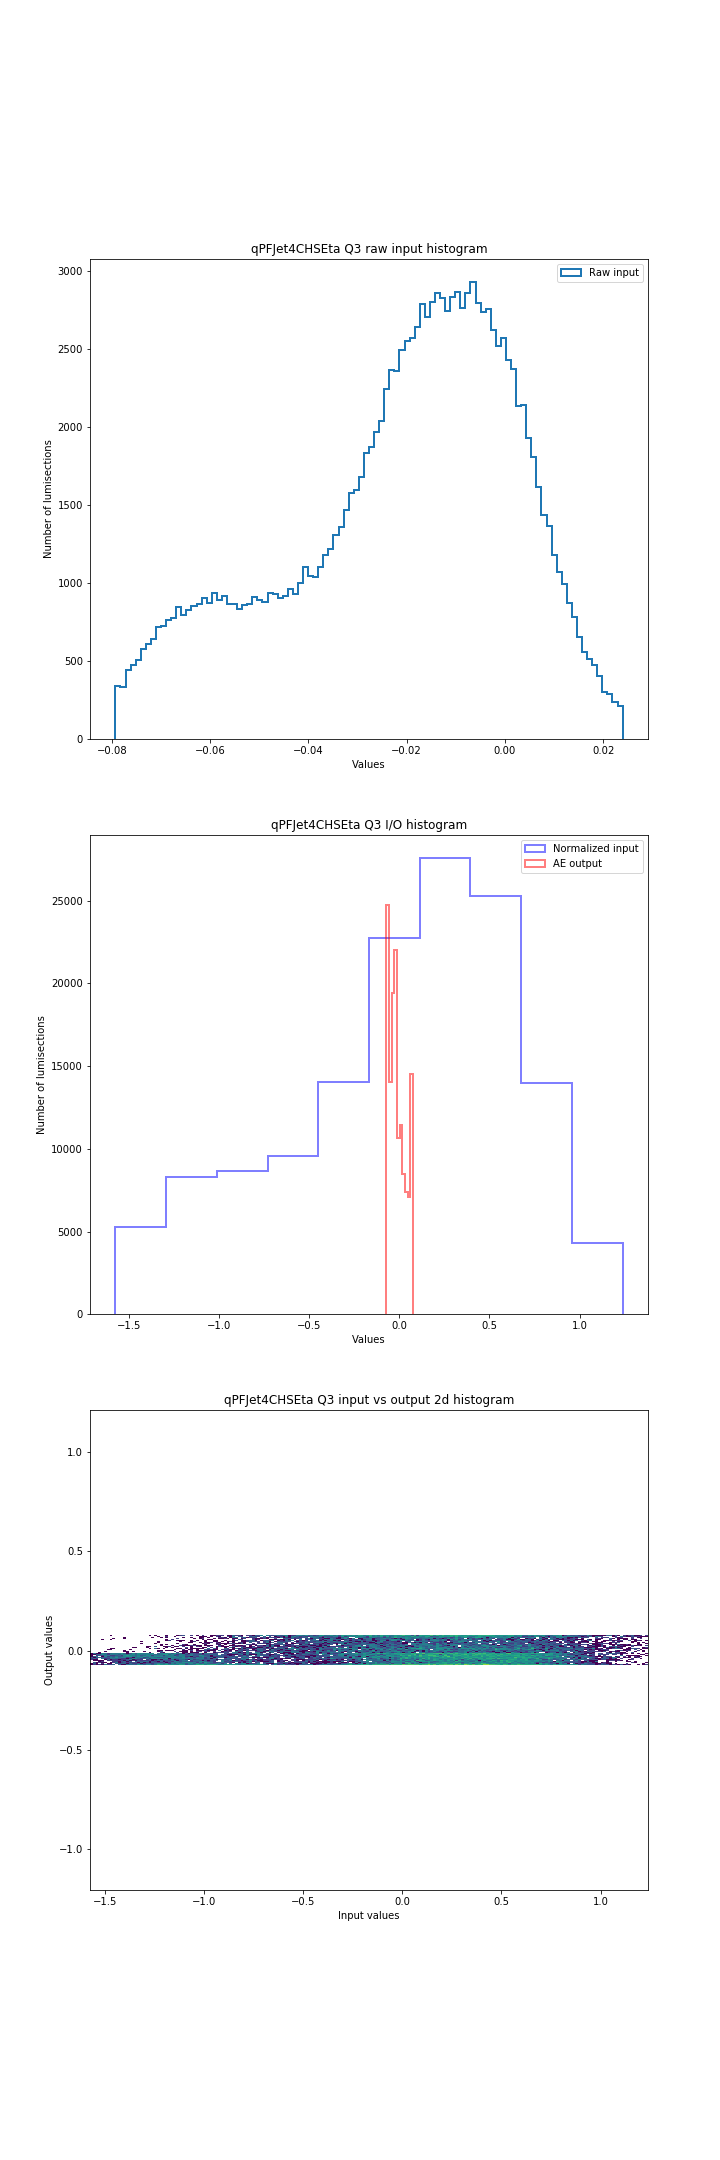 qPFJet4CHSEta Q3 raw input histogram
Raw input
3000
2500
2000
1500
1000
500
0
Number of lumisections
−0.08 −0.06 −0.04 −0.02 0.00 0.02
Values
qPFJet4CHSEta Q3 I/O histogram
Normalized input
AE output
25000
20000
15000
10000
5000
0
Number of lumisections
−1.5 −1.0 −0.5 0.0 0.5 1.0
Values
qPFJet4CHSEta Q3 input vs output 2d histogram
1.0
0.5
0.0
−0.5
−1.0
Output values
−1.5 −1.0 −0.5 0.0 0.5 1.0
Input values